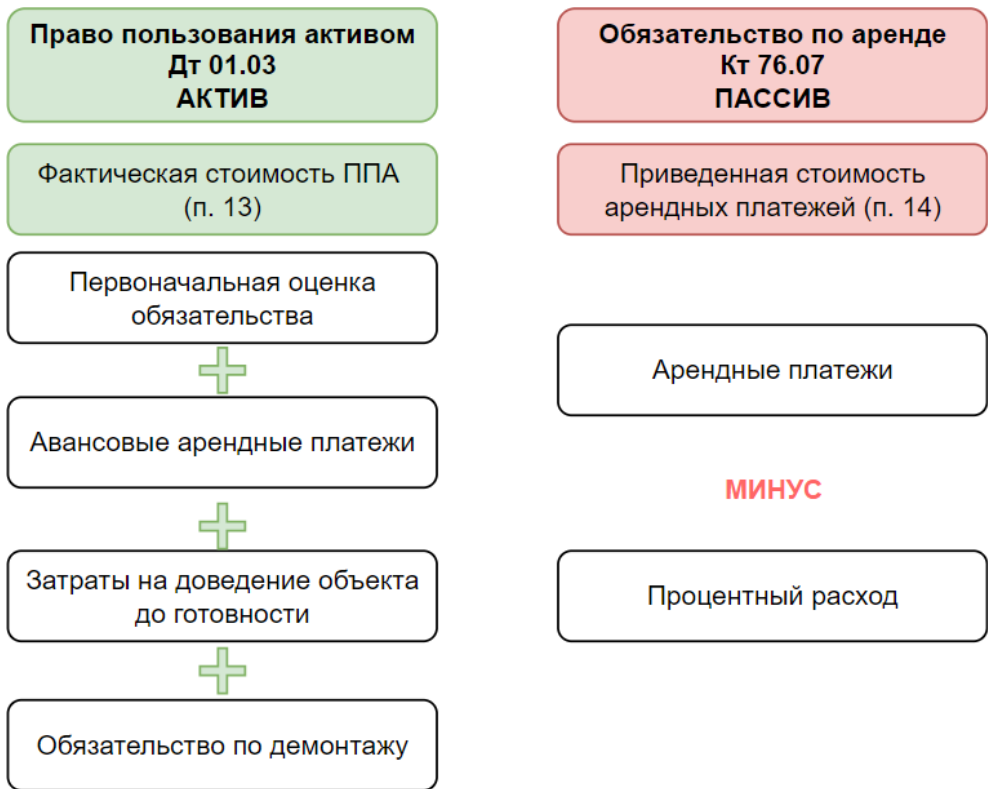 Право пользования активом
Дт 01.03
АКТИВ
Фактическая стоимость ППА
(п. 13)
Первоначальная оценка
обязательства
Авансовые арендные платежи
Затраты на доведение объекта
до готовности
Обязательство по демонтажу
Обязательство по аренде
Кт 76.07
ПАССИВ
Приведенная стоимость
арендных платежей (п. 14)
Арендные платежи
МИНУС
Процентный расход